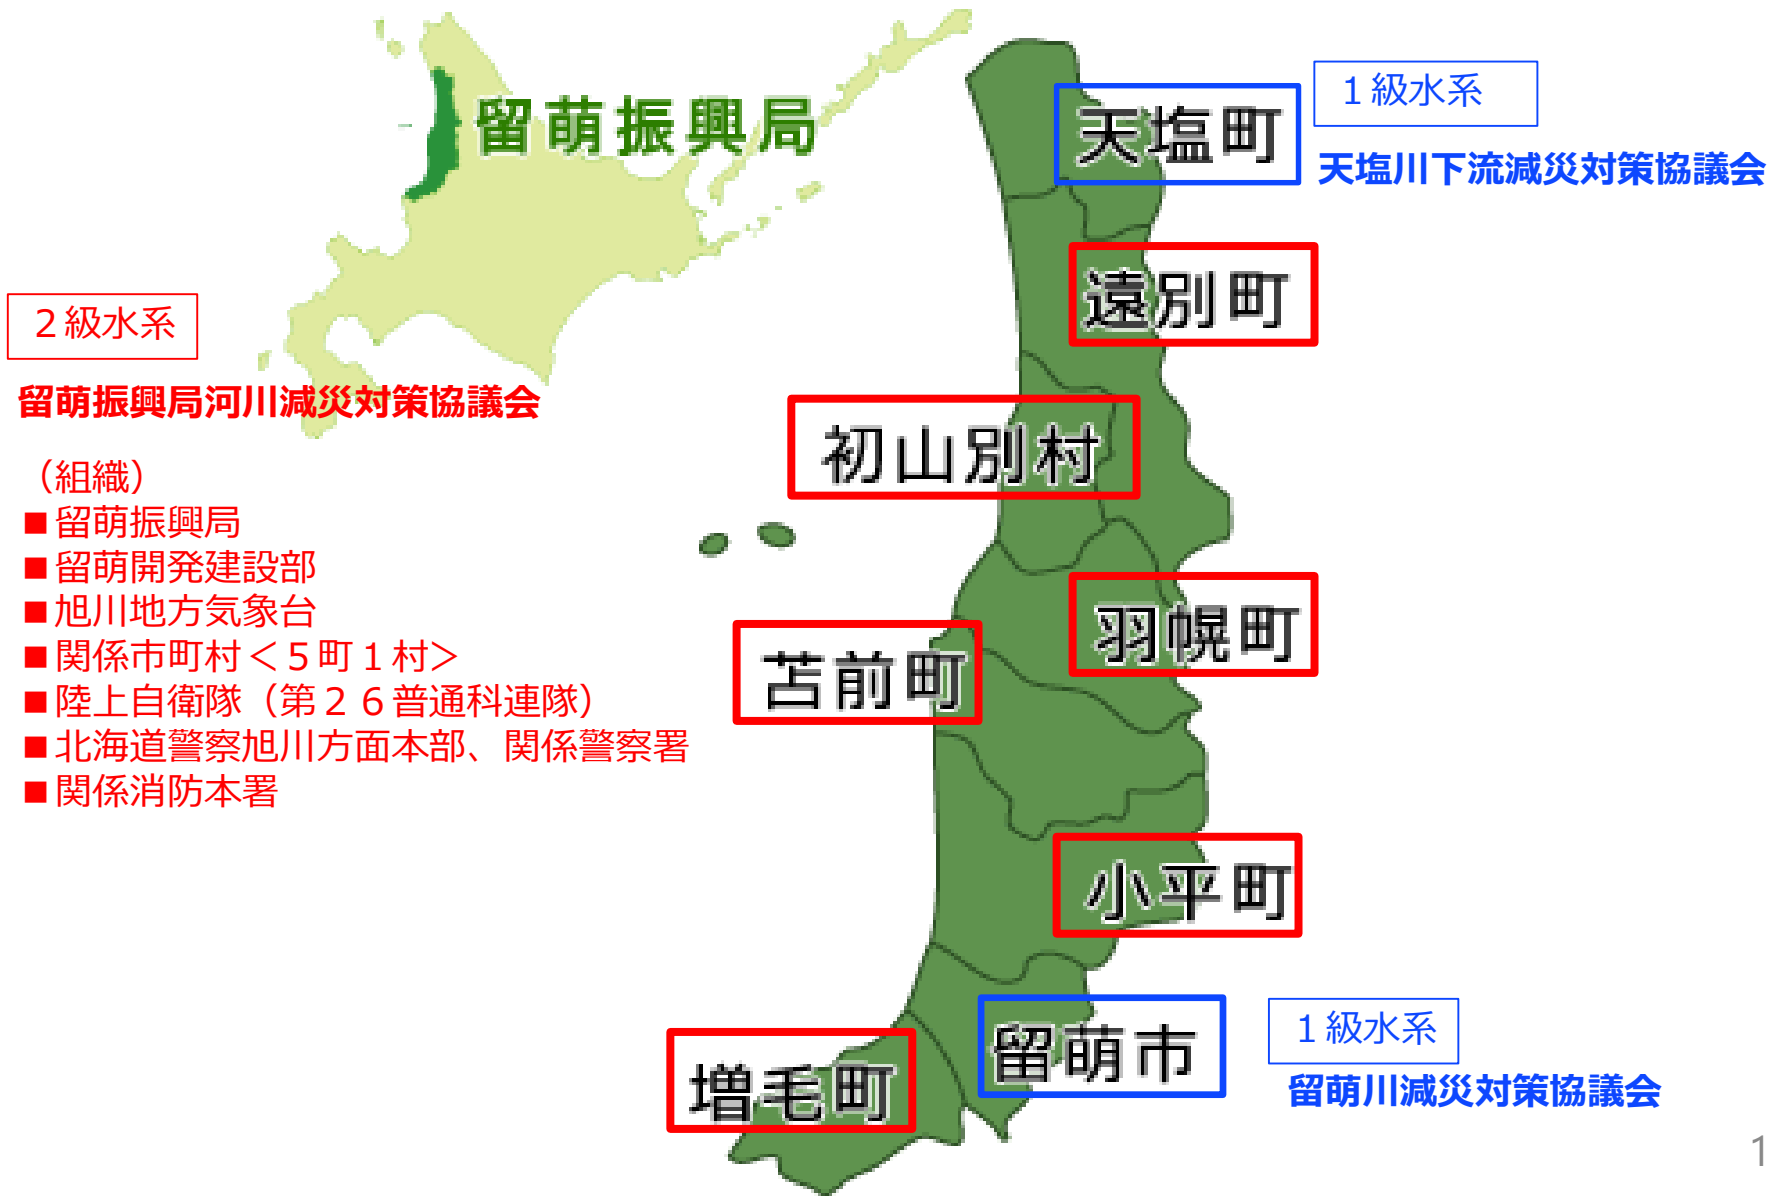 留萌振興局
１級水系
天塩川下流減災対策協議会
天塩町
遠別町
２級水系
留萌振興局河川減災対策協議会
（組織）
■留萌振興局
■留萌開発建設部
■旭川地方気象台
■関係市町村＜５町１村＞
■陸上自衛隊（第２６普通科連隊）
■北海道警察旭川方面本部、関係警察署
■関係消防本署
初山別村
羽幌町
苫前町
小平町
留萌市
１級水系
留萌川減災対策協議会
増毛町
1